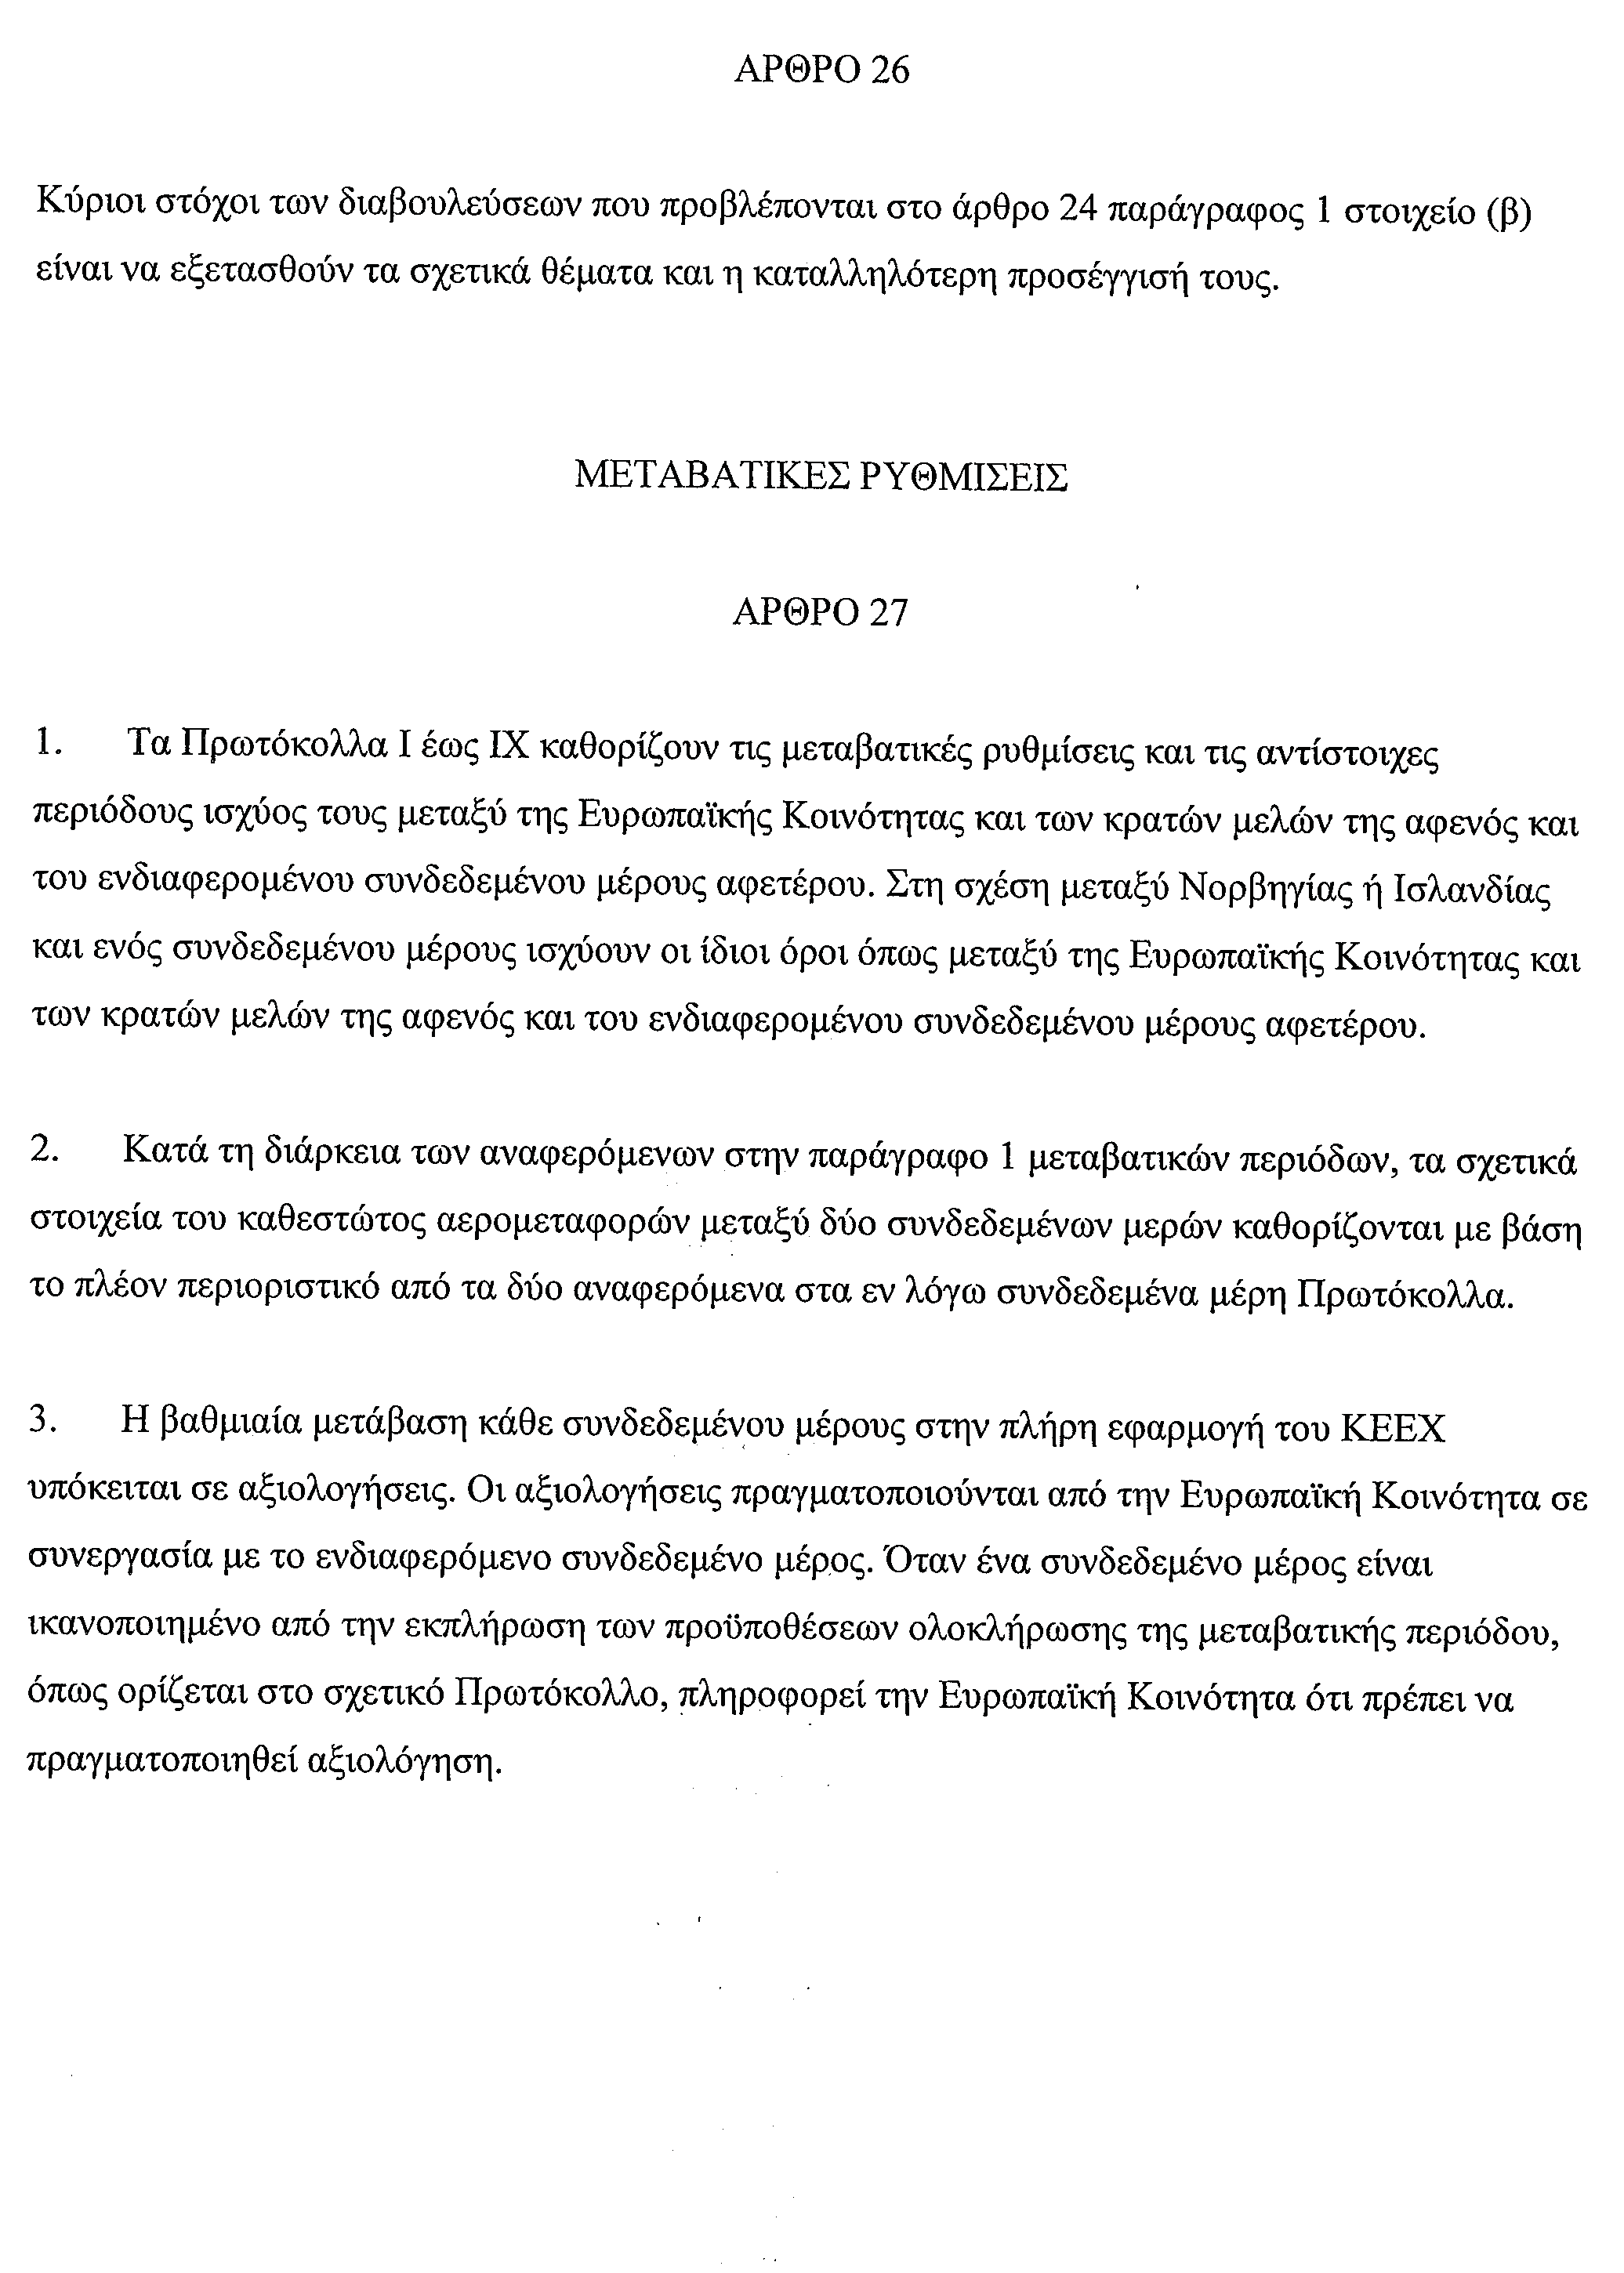 ΑΡΘΡΟ 26
Κύριοι στόχοι των διαβουλεύσεων που προβλέπονται στο άρθρο 24 παράγραφος 1 στοιχείο (β)
είναι να εξετασθούν τα σχετικά θέματα και η καταλληλότερη προσέγγισή τους.
ΜΕΤΑΒΑΤΙΚΕΣ ΡΥΘΜΙΣΕΙΣ
ΑΡΘΡΟ 27
1. Τα Πρωτόκολλα I έως IX καθορίζουν τις μεταβατικές ρυθμίσεις και τις αντίστοιχες
περιόδους ισχύος τους μεταξύ της Ευρωπαϊκής Κοινότητας και των κρατών μελών της αφενός και
του ενδιαφερομένου συνδεδεμένου μέρους αφετέρου. Στη σχέση μεταξύ Νορβηγίας ή Ισλανδίας
και ενός συνδεδεμένου μέρους ισχύουν οι ίδιοι όροι όπως μεταξύ της Ευρωπαϊκής Κοινότητας και
των κρατών μελών της αφενός και του ενδιαφερομένου συνδεδεμένου μέρους αφετέρου.
2. Κατά τη διάρκεια των αναφερόμενων στην παράγραφο 1 μεταβατικών περιόδων, τα σχετικά
στοιχεία του καθεστώτος αερομεταφορών μεταξύ δύο συνδεδεμένων μερών καθορίζονται με βάση
το πλέον περιοριστικό από τα δύο αναφερόμενα στα εν λόγω συνδεδεμένα μέρη Πρωτόκολλα.
3. Η βαθμιαία μετάβαση κάθε συνδεδεμένου μέρους στην πλήρη εφαρμογή του ΚΕΕΧ
υπόκειται σε αξιολογήσεις. Οι αξιολογήσεις πραγματοποιούνται από την Ευρωπαϊκή Κοινότητα σε
συνεργασία με το ενδιαφερόμενο συνδεδεμένο μέρος. Όταν ένα συνδεδεμένο μέρος είναι
ικανοποιημένο από την εκπλήρωση των προϋποθέσεων ολοκλήρωσης της μεταβατικής περιόδου,
όπως ορίζεται στο σχετικό Πρωτόκολλο, πληροφορεί την Ευρωπαϊκή Κοινότητα ότι πρέπει να
πραγματοποιηθεί αξιολόγηση.